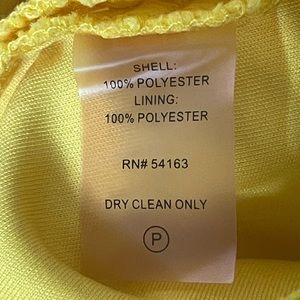 SHELL:
100% POLYESTER
LINING:
100% POLYESTER
RN# 54163
DRY CLEAN ONLY
P